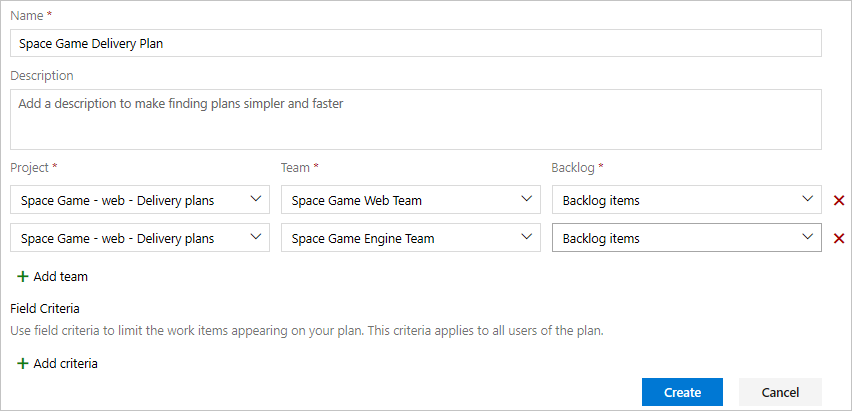 Name *
Space Game Delivery Plan
Description
Add a description to make finding plans simpler and faster
Project * Team * Backlog *
Space Game - web - Delivery plans Space Game Web Team Backlog items
Space Game - web - Delivery plans Space Game Engine Team Backlog items
+ Add team
Field Criteria
Use field criteria to limit the work items appearing on your plan. This criteria applies to all users of the plan.
+ Add criteria
Create Cancel